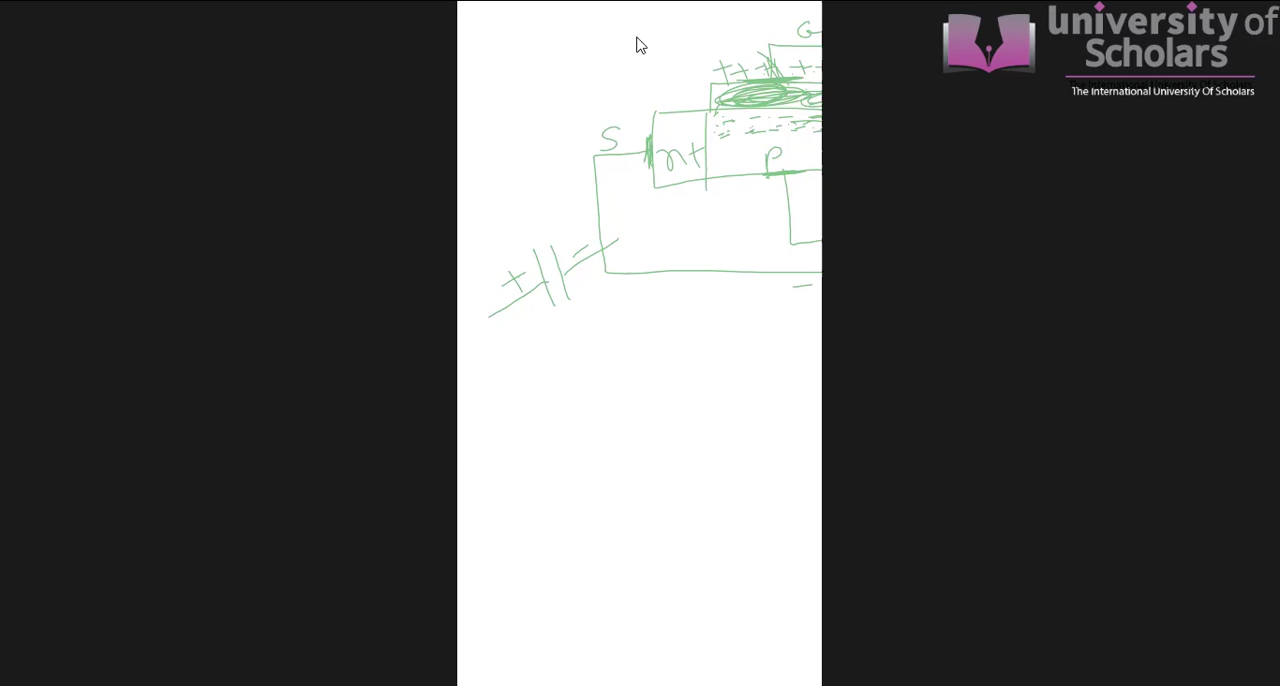 university of
Scholars
The International University Of Scholars
G
+ + + + +
S
n+
P
+ -
-